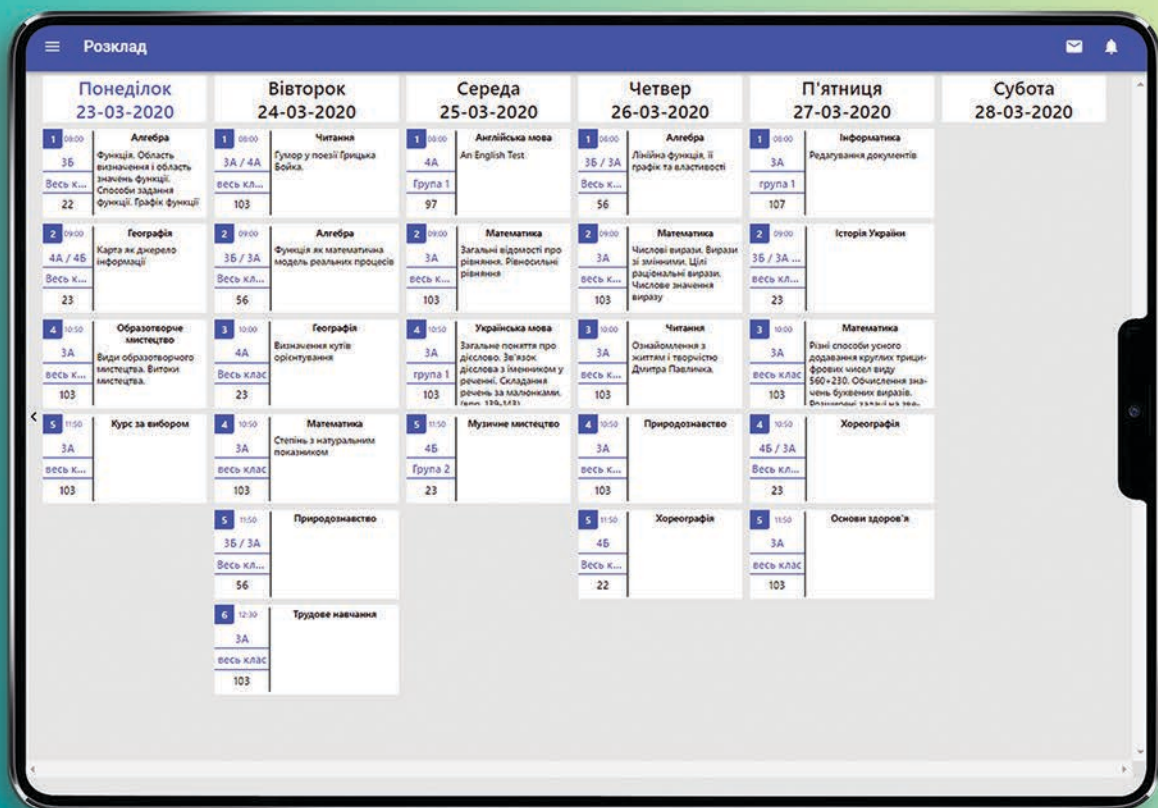 Розклад
Понеділок
23-03-2020
1 08:00
3Б
Весь к...
22
Алгебра
Функція. Область
визначення і область
значень функції.
Способи задання
функції. Графік функції
2 09:00
4А / 4Б
Весь к...
23
Географія
Карта як джерело
інформації
4 10:50
3А
весь к...
103
Образотворче
мистецтво
Види образотворчого
мистецтва. Витоки
мистецтва.
5 11:50
3А
весь к...
103
Курс за вибором
Вівторок
24-03-2020
1 08:00
3А / 4А
весь кл...
103
Читання
Гумор у поезії Грицька
Бойка.
2 09:00
3Б / 3А
Весь кл...
56
Алгебра
Функція як математична
модель реальних процесів
3 10:00
4А
Весь клас
23
Географія
Визначення кутів
орієнтування
4 10:50
3А
весь клас
103
Математика
Степінь з натуральним
показником
5 11:50
3Б / 3А
Весь кл...
56
Природознавство
6 12:30
3А
весь клас
103
Трудове навчання
Середа
25-03-2020
1 08:00
4А
Група 1
97
Англійська мова
An English Test
2 09:00
3А
весь к...
103
Математика
Загальні відомості про
рівняння. Рівносильні
рівняння
4 10:50
3А
група 1
103
Українська мова
Загальне поняття про
дієслово. Зв'язок
дієслова з іменником у
реченні. Складання
речень за малюнками.
5 11:50
4Б
Група 2
23
Музичне мистецтво
Четвер
26-03-2020
1 08:00
3Б / 3А
Весь к...
56
Алгебра
Лінійна функція, її
графік та властивості
2 09:00
3А
весь к...
103
Математика
Числові вирази. Вирази
зі змінними. Цілі
раціональні вирази.
Числове значення
виразу
3 10:00
3А
весь к...
103
Читання
Ознайомлення з
життям і творчістю
Дмитра Павличка.
4 10:50
3А
весь к...
103
Природознавство
5 11:50
4Б
Весь к...
22
Хореографія
П'ятниця
27-03-2020
1 08:00
3А
група 1
107
Інформатика
Редагування документів
2 09:00
3Б / 3А ...
весь кл...
23
Історія України
3 10:00
3А
весь клас
103
Математика
Різні способи усного
додавання круглих трици-
фрових чисел виду
560+230. Обчислення зна-
чень буквених виразів.
4 10:50
4Б / 3А
Весь кл...
23
Хореографія
5 11:50
3А
весь клас
103
Основи здоров'я
Субота
28-03-2020